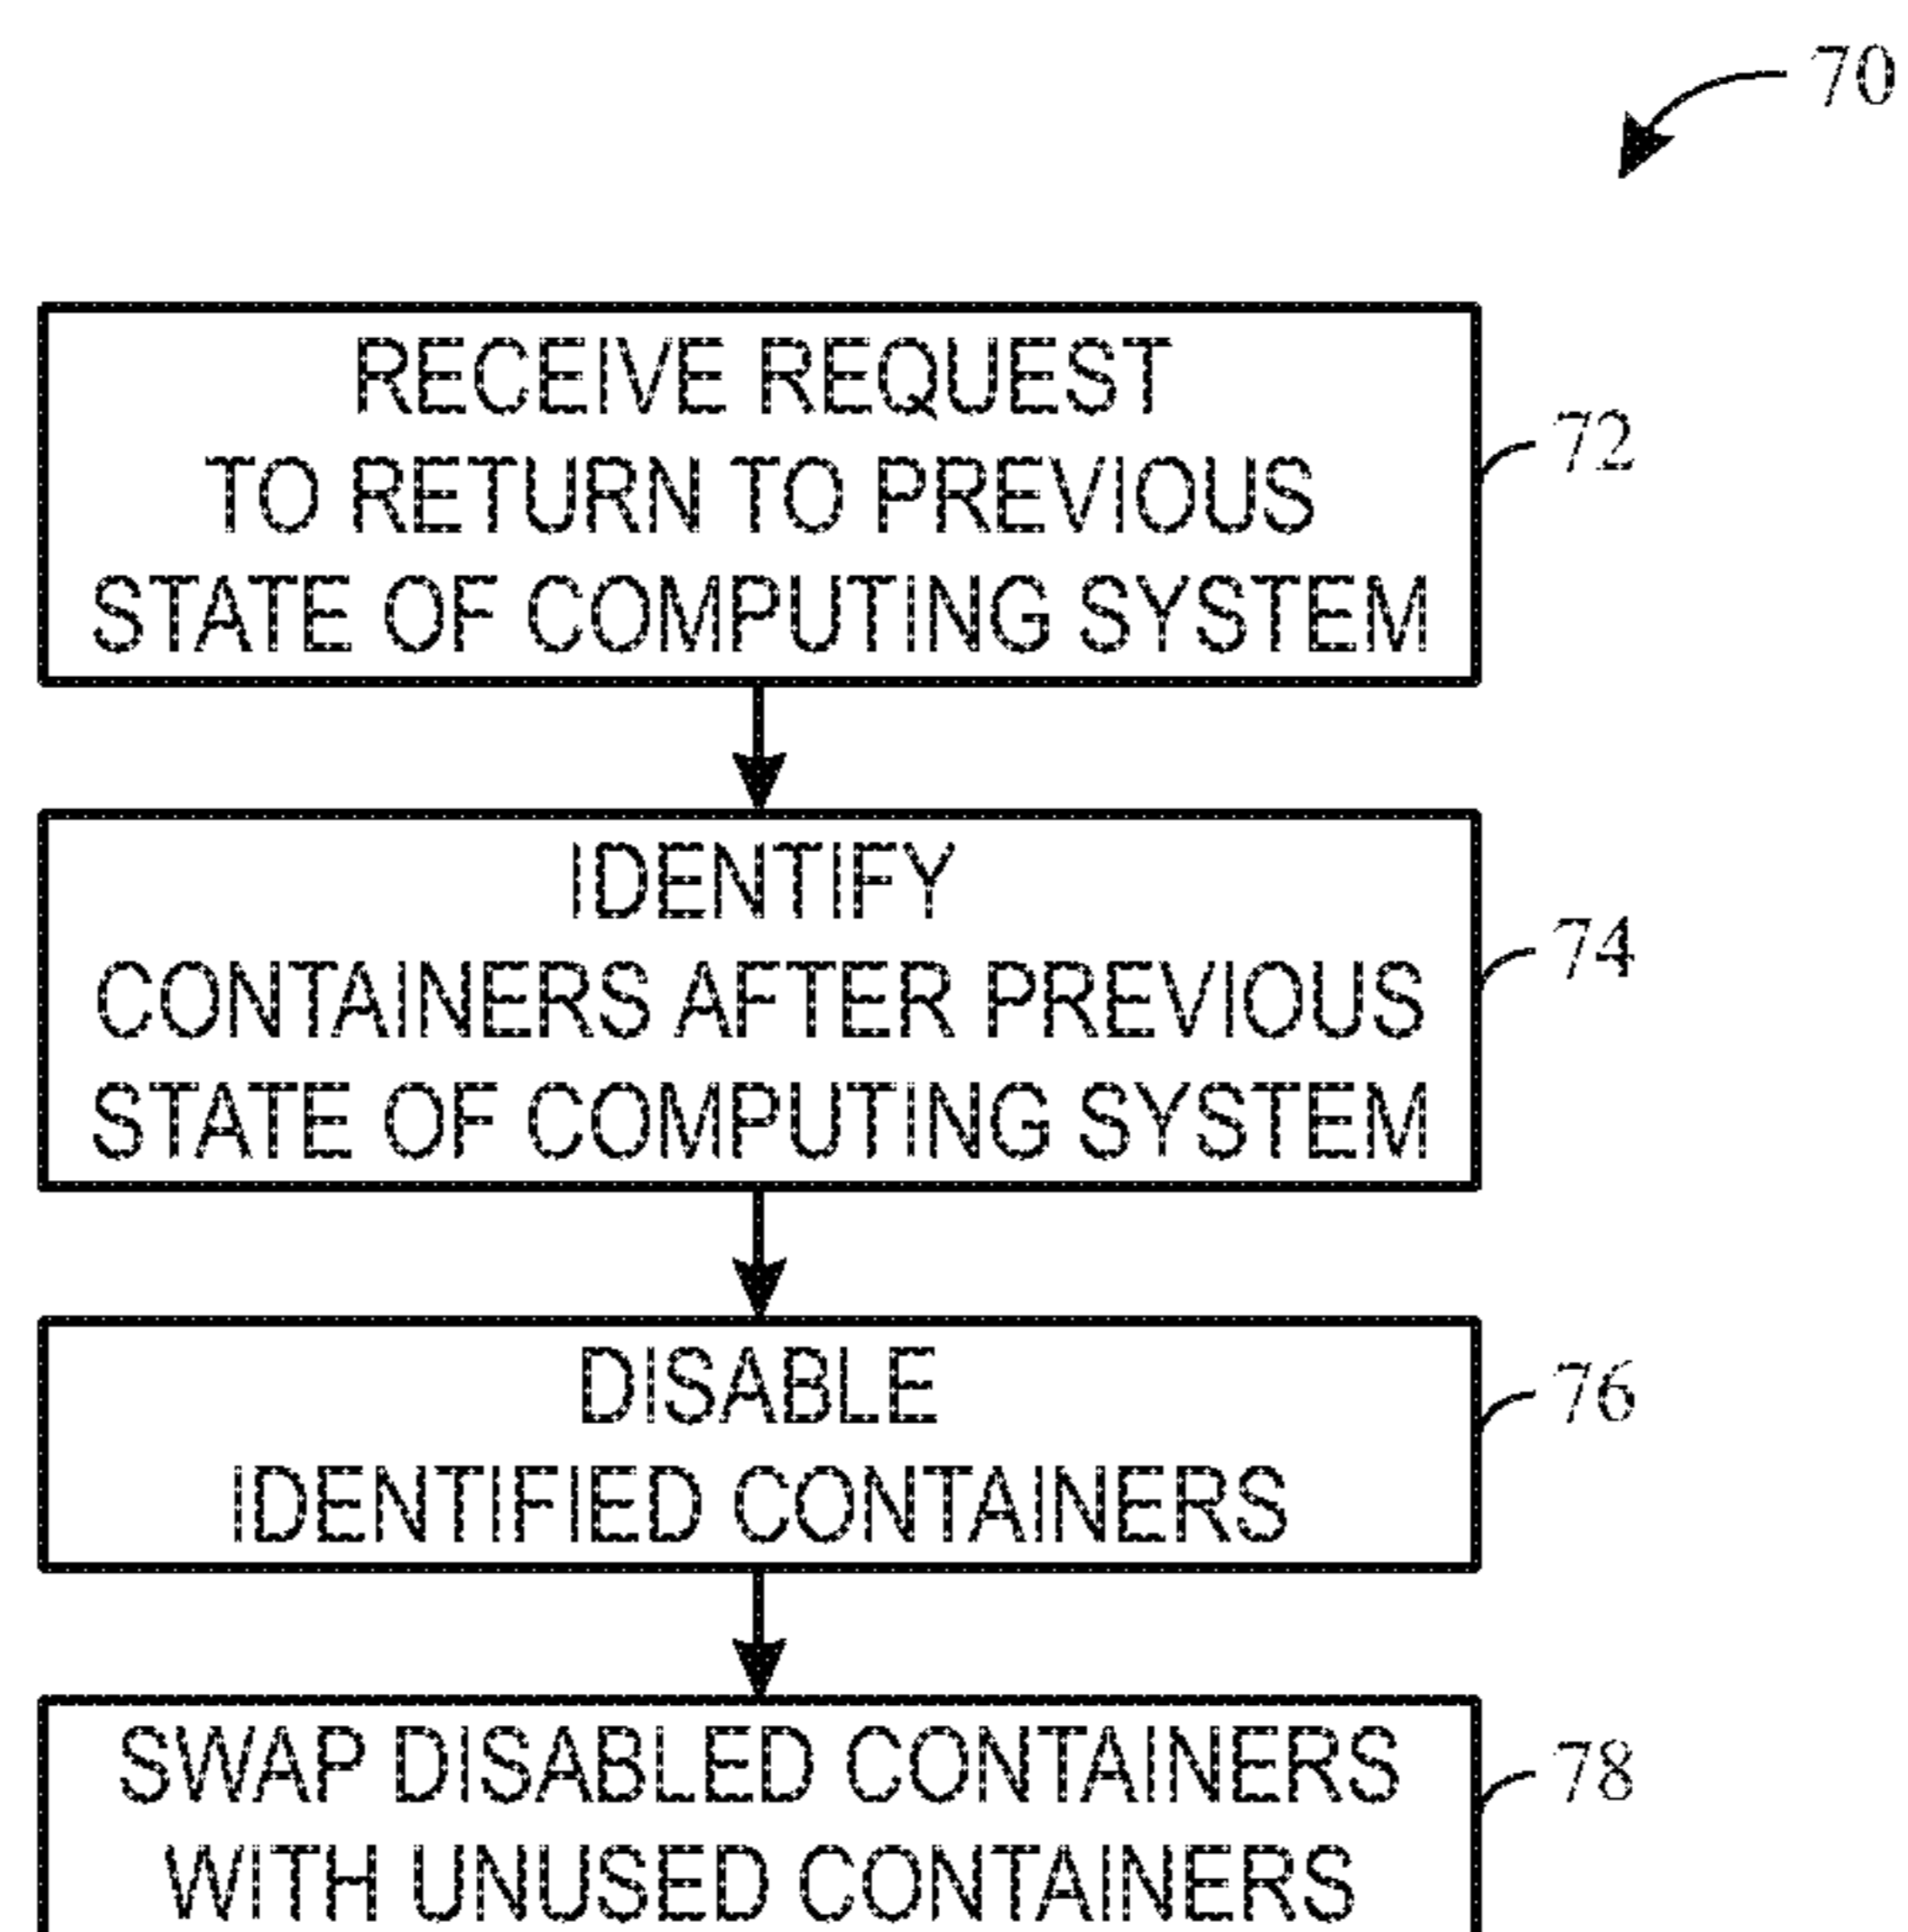 70
RECEIVE REQUEST
TO RETURN TO PREVIOUS
STATE OF COMPUTING SYSTEM
72
IDENTIFY
CONTAINERS AFTER PREVIOUS
STATE OF COMPUTING SYSTEM
74
DISABLE
IDENTIFIED CONTAINERS
76
SWAP DISABLED CONTAINERS
WITH UNUSED CONTAINERS
78